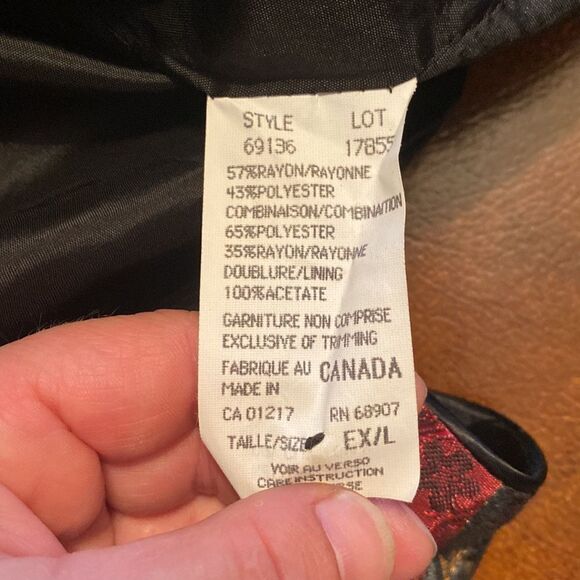 STYLE LOT
69136 17855
57%RAYON/RAYONNE
43%POLYESTER
COMBINAISON/COMBINAITION
65%POLYESTER
35%RAYON/RAYONNE
DOUBLURE/LINING
100%ACETATE
GARNITURE NON COMPRISE
EXCLUSIVE OF TRIMMING
FABRIQUE AU CANADA
MADE IN
CA 01217 RN 68907
TAILLE/SIZE EX/L
VOIR AU VERSO
CARE INSTRUCTION